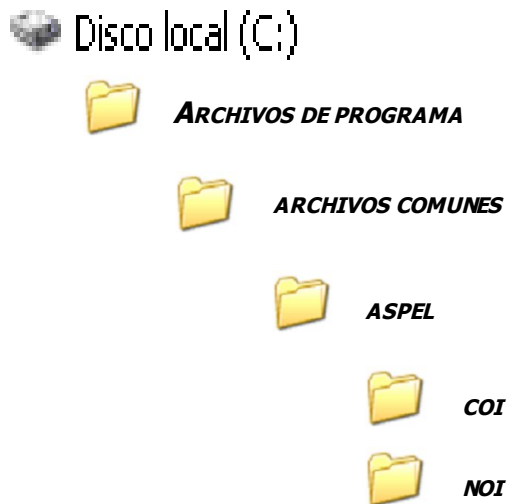 Disco local (C:)
ARCHIVOS DE PROGRAMA
ARCHIVOS COMUNES
ASPEL
COI
NOI